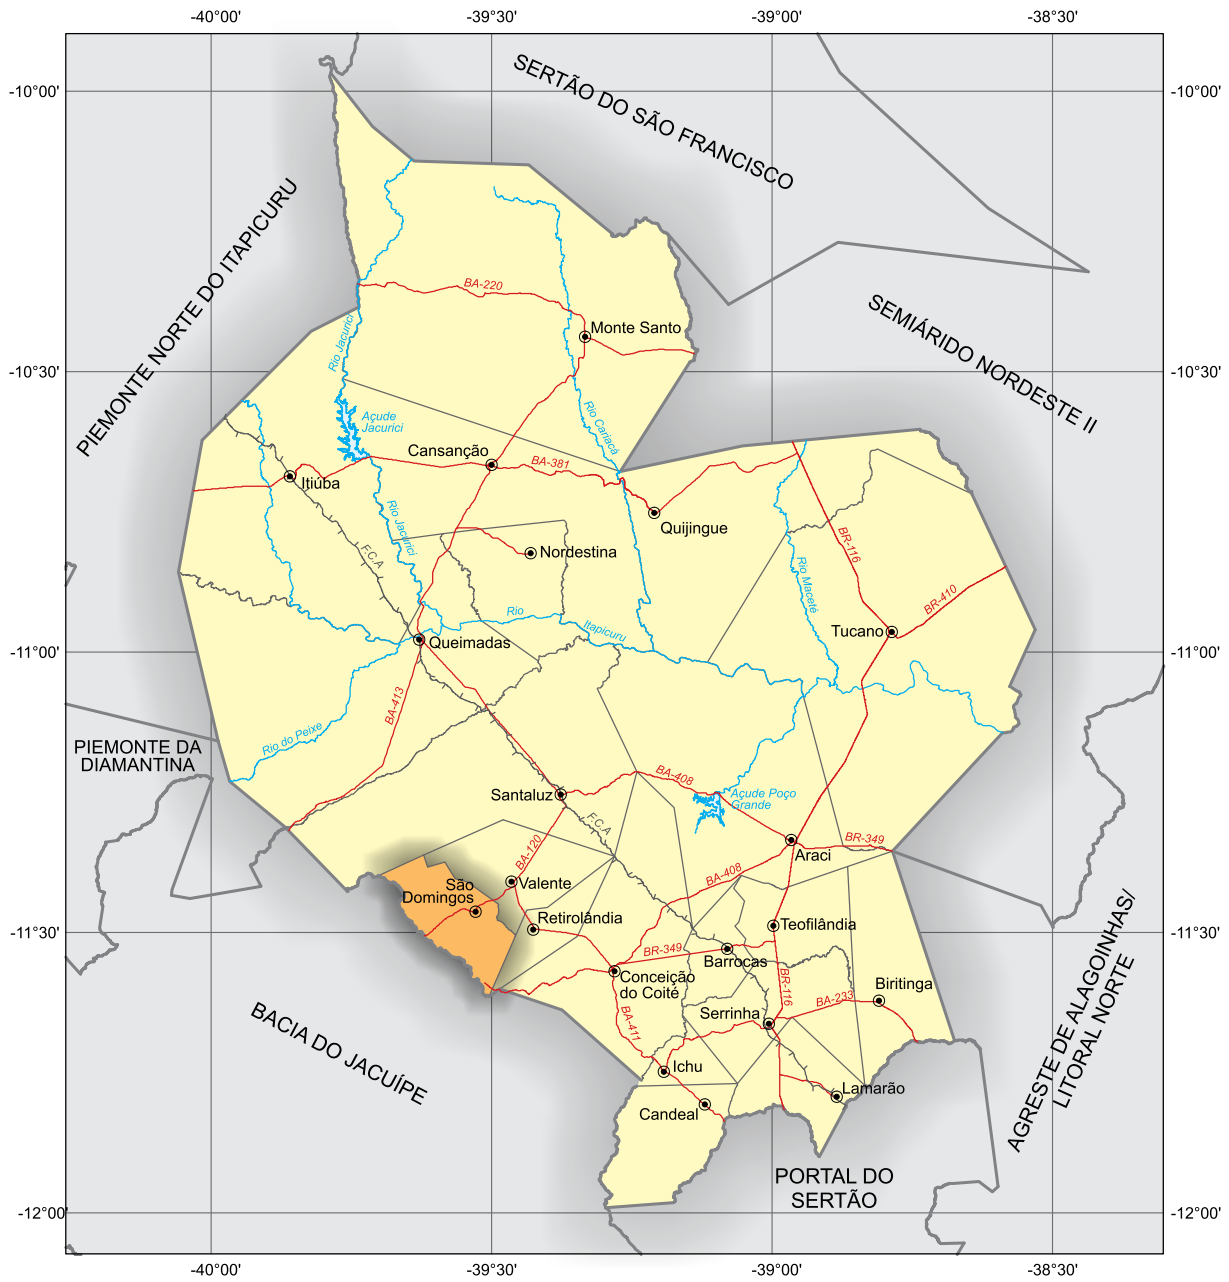 -40°00'
-39°30'
-39°00'
-38°30'
-10°00'
-10°00'
SERTÃO DO SÃO FRANCISCO
PIEMONTE NORTE DO ITAPICURU
BA-220
SEMIÁRIDO NORDESTE II
Monte Santo
Rio Jacurici
-10°30'
-10°30'
Açude
Jacurici
Rio Cariacá
Cansanção
BA-381
Itiúba
Rio Jacurici
Quijingue
F.C.A
Nordestina
BR-116
Rio Maceté
BR-410
Rio
Itapicuru
Tucano
Queimadas
-11°00'
-11°00'
BA-413
Rio do Peixe
PIEMONTE DA
DIAMANTINA
BA-408
Santaluz
Açude Poço
Grande
F.C.A
BA-120
Araci
BR-349
BA-408
São
Domingos
Valente
Retirolândia
Teofilândia
-11°30'
-11°30'
BR-349
Barrocas
Conceição
do Coité
BR-116
Biritinga
BA-233
Serrinha
BA-411
BACIA DO JACUÍPE
AGRESTE DE ALAGOINHAS/
LITORAL NORTE
Ichu
Lamarão
Candeal
PORTAL DO
SERTÃO
-12°00'
-12°00'
-40°00'
-39°30'
-39°00'
-38°30'